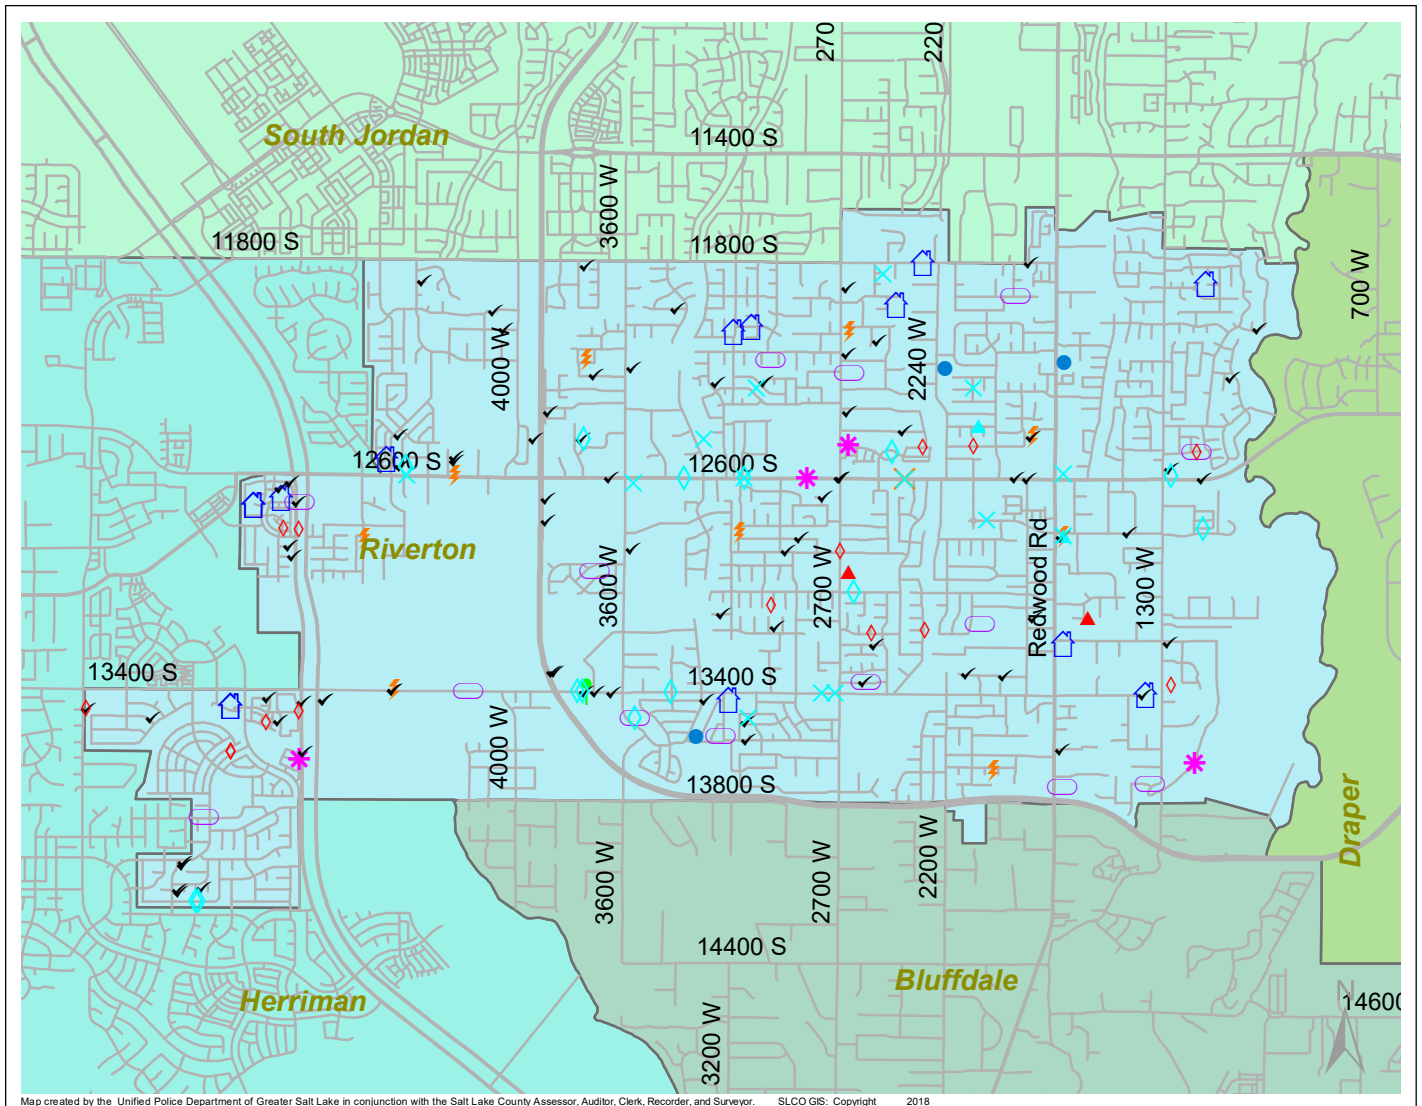 270
220
South Jordan
11400 S
3600 W
11800 S
11800 S
700 W
4000 W
2240 W
12600 S
12600 S
Riverton
3600 W
2700 W
Redwood Rd
1300 W
13400 S
13400 S
4000 W
13800 S
Draper
3600 W
2700 W
2200 W
14400 S
Bluffdale
Herriman
14600
3200 W
Map created by the Unified Police Department of Greater Salt Lake in conjunction with the Salt Lake County Assessor, Auditor, Clerk, Recorder, and Surveyor. SLCO GIS: Copyright 2018